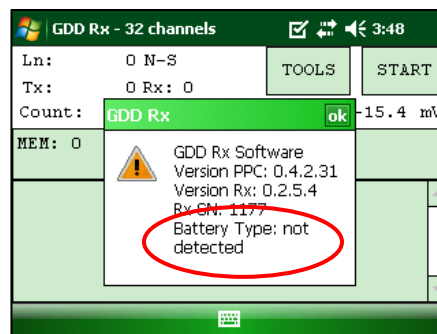 GDD Rx - 32 channels 3:48
Ln: 0 N-S
Tx: 0 Rx: 0
TOOLS
START
Count: -15.4 mV
GDD Rx ok
MEM: 0
GDD Rx Software
Version PPC: 0.4.2.31
Version Rx: 0.2.5.4
Rx SN: 1177
Battery Type: not
detected